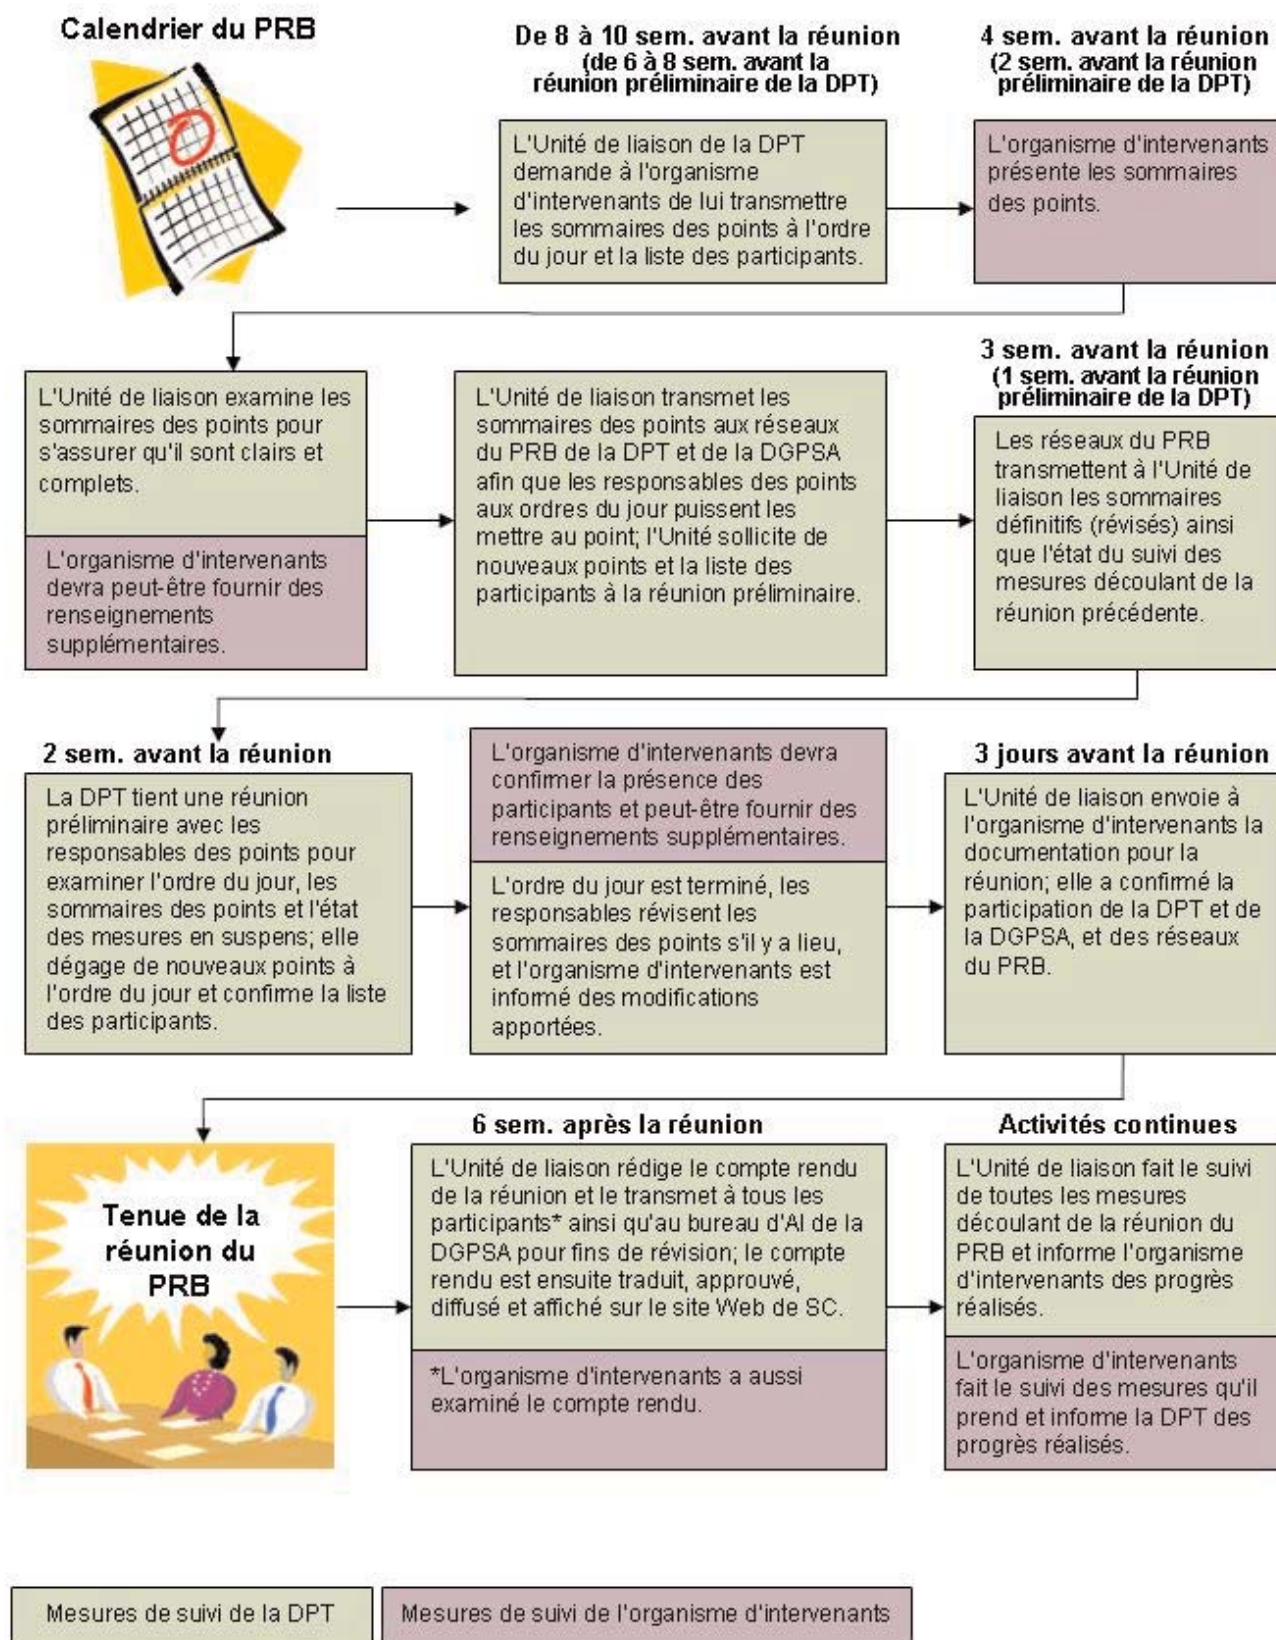 Calendrier du PRB
De 8 à 10 sem. avant la réunion
(de 6 à 8 sem. avant la
réunion préliminaire de la DPT)
4 sem. avant la réunion
(2 sem. avant la réunion
préliminaire de la DPT)
L'Unité de liaison de la DPT
demande à l'organisme
d'intervenants de lui transmettre
les sommaires des points à l'ordre
du jour et la liste des participants.
L'organisme d'intervenants
présente les sommaires
des points.
L'Unité de liaison examine les
sommaires des points pour
s'assurer qu'il sont clairs et
complets.
L'organisme d'intervenants
devra peut-être fournir des
renseignements
supplémentaires.
L'Unité de liaison transmet les
sommaires des points aux réseaux
du PRB de la DPT et de la DGPSA
afin que les responsables des points
aux ordres du jour puissent les
mettre au point; l'Unité sollicite de
nouveaux points et la liste des
participants à la réunion préliminaire.
3 sem. avant la réunion
(1 sem. avant la réunion
préliminaire de la DPT)
Les réseaux du PRB
transmettent à l'Unité de
liaison les sommaires
définitifs (révisés) ainsi
que l'état du suivi des
mesures découlant de la
réunion précédente.
2 sem. avant la réunion
La DPT tient une réunion
préliminaire avec les
responsables des points pour
examiner l'ordre du jour, les
sommaires des points et l'état
des mesures en suspens; elle
dégage de nouveaux points à
l'ordre du jour et confirme la liste
des participants.
L'organisme d'intervenants devra
confirmer la présence des
participants et peut-être fournir des
renseignements supplémentaires.
L'ordre du jour est terminé, les
responsables révisent les
sommaires des points s'il y a lieu,
et l'organisme d'intervenants est
informé des modifications
apportées.
3 jours avant la réunion
L'Unité de liaison envoie à
l'organisme d'intervenants la
documentation pour la
réunion; elle a confirmé la
participation de la DPT et de
la DGPSA, et des réseaux
du PRB.
Tenue de la
réunion du
PRB
6 sem. après la réunion
L'Unité de liaison rédige le compte rendu
de la réunion et le transmet à tous les
participants* ainsi qu'au bureau d'AI de la
DGPSA pour fins de révision; le compte
rendu est ensuite traduit, approuvé,
diffusé et affiché sur le site Web de SC.
*L'organisme d'intervenants a aussi
examiné le compte rendu.
Activités continues
L'Unité de liaison fait le suivi
de toutes les mesures
découlant de la réunion du
PRB et informe l'organisme
d'intervenants des progrès
réalisés.
L'organisme d'intervenants
fait le suivi des mesures qu'il
prend et informe la DPT des
progrès réalisés.
Mesures de suivi de la DPT
Mesures de suivi de l'organisme d'intervenants